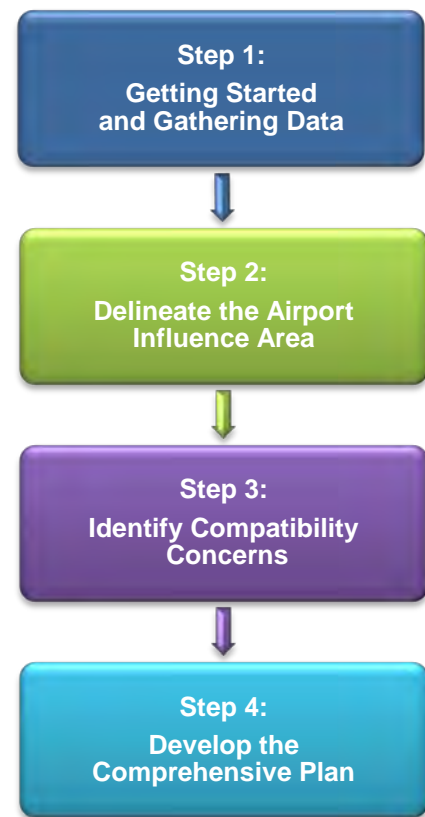 Step 1:
Getting Started
and Gathering Data
Step 2:
Delineate the Airport
Influence Area
Step 3:
Identify Compatibility
Concerns
Step 4:
Develop the
Comprehensive Plan